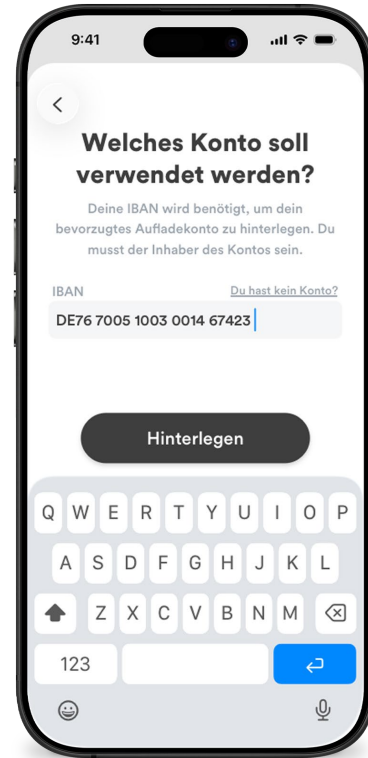 9:41
Welches Konto soll
verwendet werden?
Deine IBAN wird benötigt, um dein
bevorzugtes Aufladekonto zu hinterlegen. Du
musst der Inhaber des Kontos sein.
IBAN Du hast kein Konto?
DE76 7005 1003 0014 67423
Hinterlegen
Q W E R T Y U I O P
A S D F G H J K L
Z X C V B N M
123